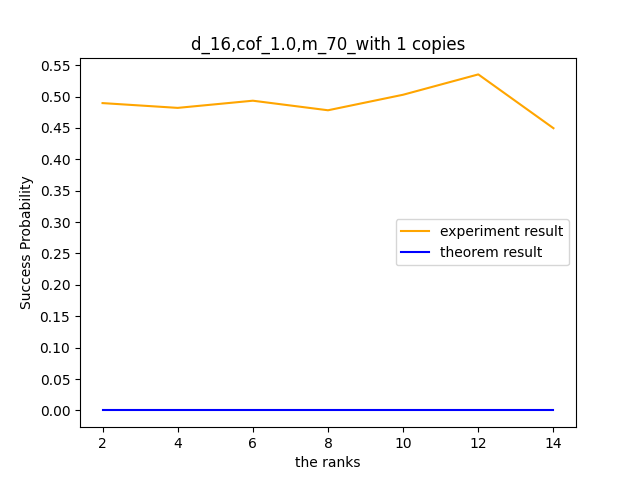 d_16,cof_1.0,m_70_with 1 copies
0.55
0.50
0.45
0.40
0.35
0.30
0.25
0.20
0.15
0.10
0.05
0.00
Success Probability
experiment result
theorem result
2 4 6 8 10 12 14
the ranks